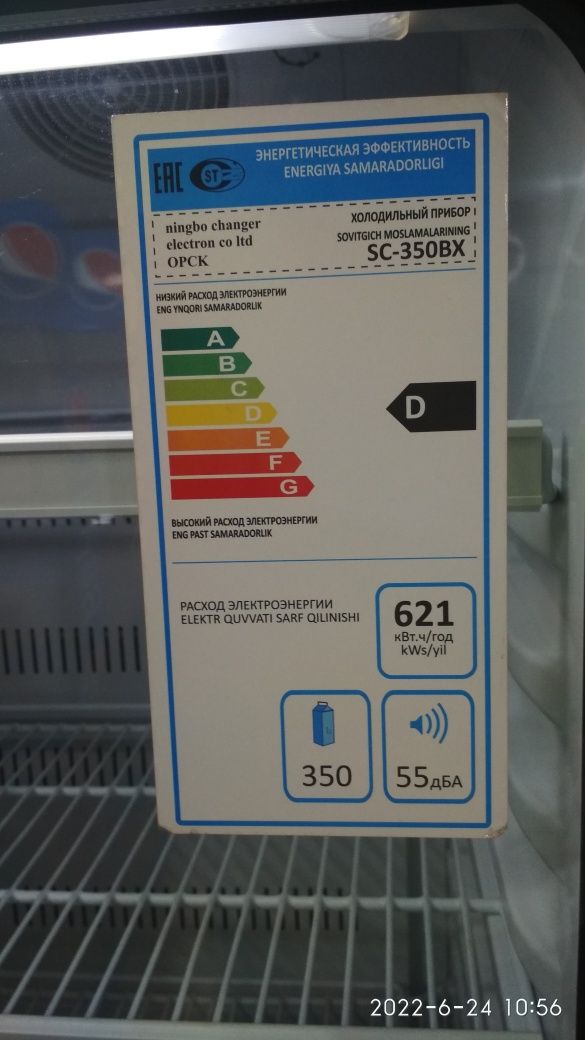 EAC
ST
ЭНЕРГЕТИЧЕСКАЯ ЭФФЕКТИВНОСТЬ
ENERGIYA SAMARADORLIGI
ningbo changer
electron co ltd
OPCK
ХОЛОДИЛЬНЫЙ ПРИБОР
SOVITGICH MOSLAMALARINING
SC-350BX
НИЗКИЙ РАСХОД ЭЛЕКТРОЭНЕРГИИ
ENG YNQORI SAMARADORLIK
A
B
C
D
E
F
G
D
ВЫСОКИЙ РАСХОД ЭЛЕКТРОЭНЕРГИИ
ENG PAST SAMARADORLIK
РАСХОД ЭЛЕКТРОЭНЕРГИИ
ELEKTR QUVVATI SARF QILINISHI
621
кВт.ч/год
kWs/yil
350
55дБА
2022-6-24 10:56